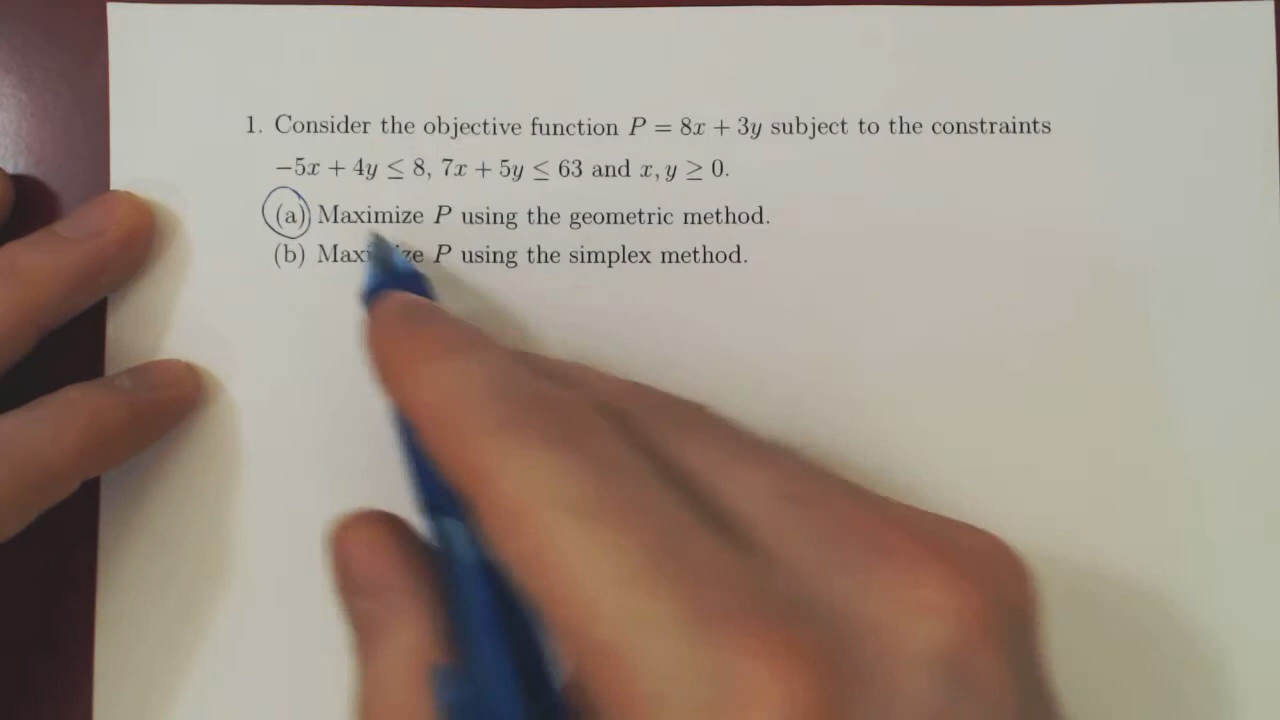 1. Consider the objective function P = 8x + 3y subject to the constraints
−5x + 4y ≤ 8, 7x + 5y ≤ 63 and x, y ≥ 0.
(a) Maximize P using the geometric method.
(b) Maximize P using the simplex method.